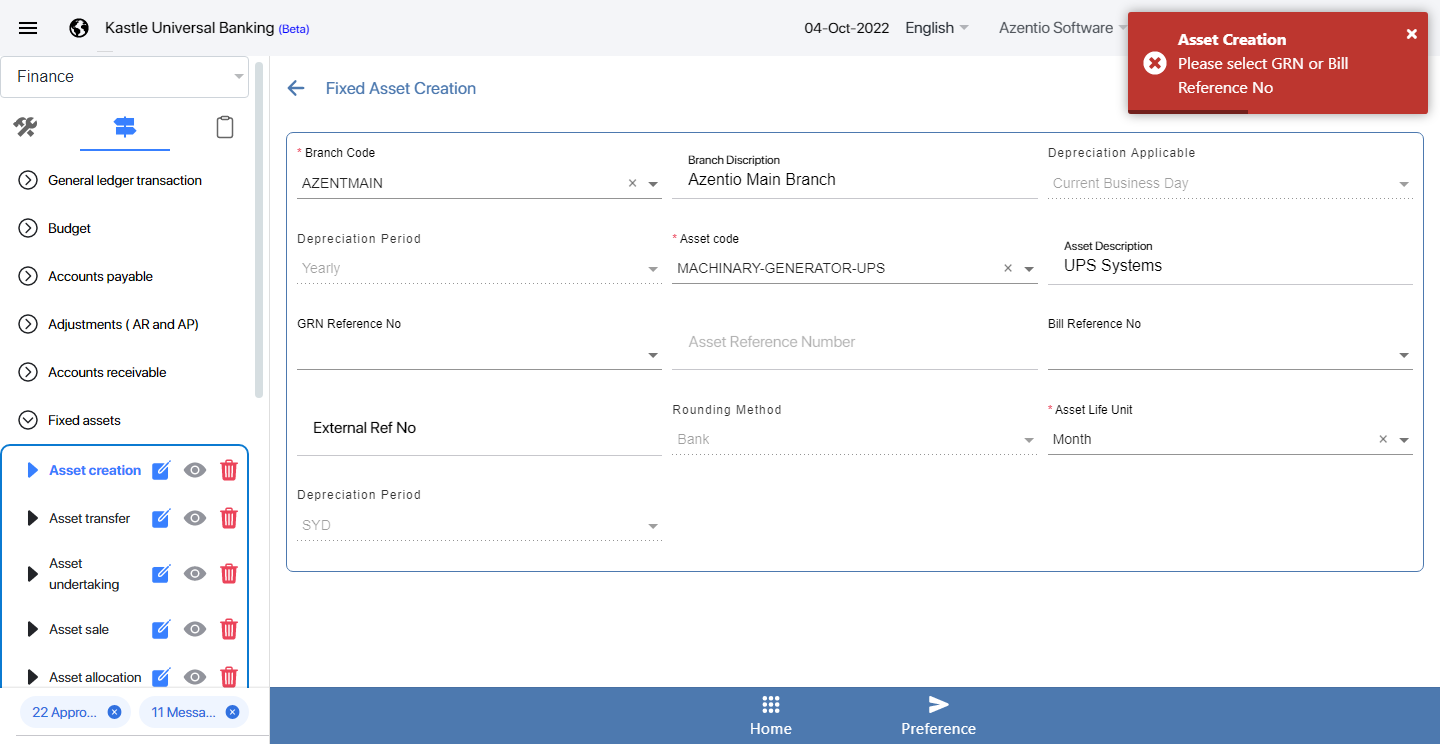 Kastle Universal Banking (Beta)
04-Oct-2022
English
Azentio Software
Asset Creation
Please select GRN or Bill
Reference No
Finance
General ledger transaction
Budget
Accounts payable
Adjustments ( AR and AP)
Accounts receivable
Fixed assets
Asset creation
Asset transfer
Asset
undertaking
Asset sale
Asset allocation
22 Appro...
11 Messa...
Fixed Asset Creation
* Branch Code
AZENTMAIN
Branch Discription
Azentio Main Branch
Depreciation Applicable
Current Business Day
Depreciation Period
Yearly
* Asset code
MACHINARY-GENERATOR-UPS
Asset Description
UPS Systems
GRN Reference No
Asset Reference Number
Bill Reference No
External Ref No
Rounding Method
Bank
* Asset Life Unit
Month
Depreciation Period
SYD
Home
Preference